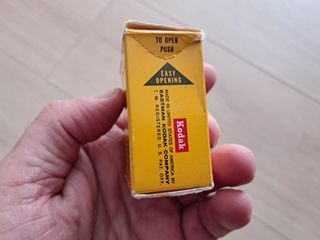 TO OPEN
PUSH
EASY
OPENING
Kodak
MADE IN UNITED STATES OF AMERICA BY
EASTMAN KODAK COMPANY
T. M. REGISTERED U. S. PAT. OFF.